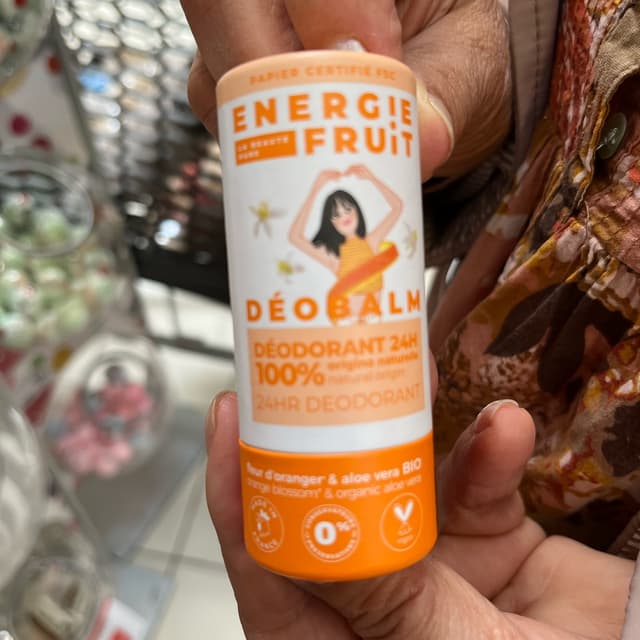 PAPIER CERTIFIÉ FSC
ENERGIE
LA BEAUTÉ
PURE
FRUiT
DÉOBALM
DÉODORANT 24H
100% origine naturelle
natural origin
24HR DEODORANT
fleur d'oranger & aloe vera BIO
orange blossom* & organic aloe vera
0%